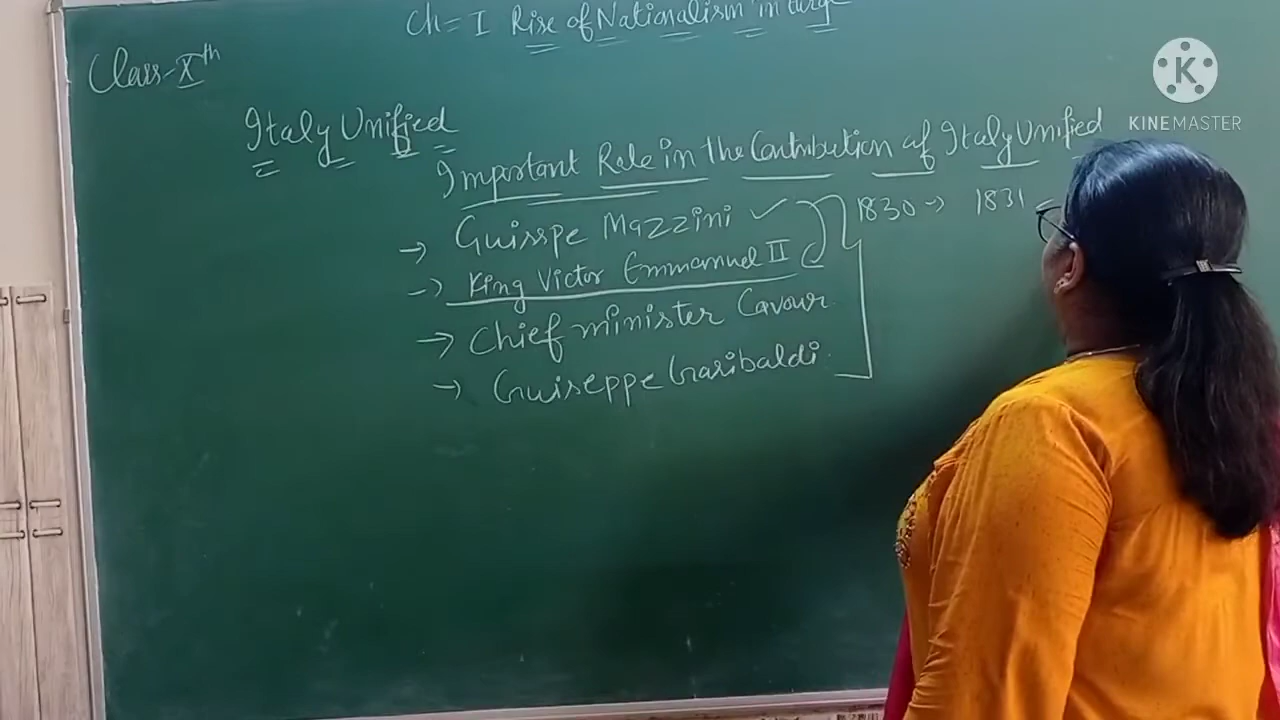 Ch = I Rise of Nationalism in Europe
Class - Xth
Italy Unified
Important Role in the Contribution of Italy Unified
→ Guisspe Mazzini ✓ 1830 → 1831
→ King Victor Emmanuel II
→ Chief minister Cavour
→ Guiseppe Garibaldi
KINEMASTER